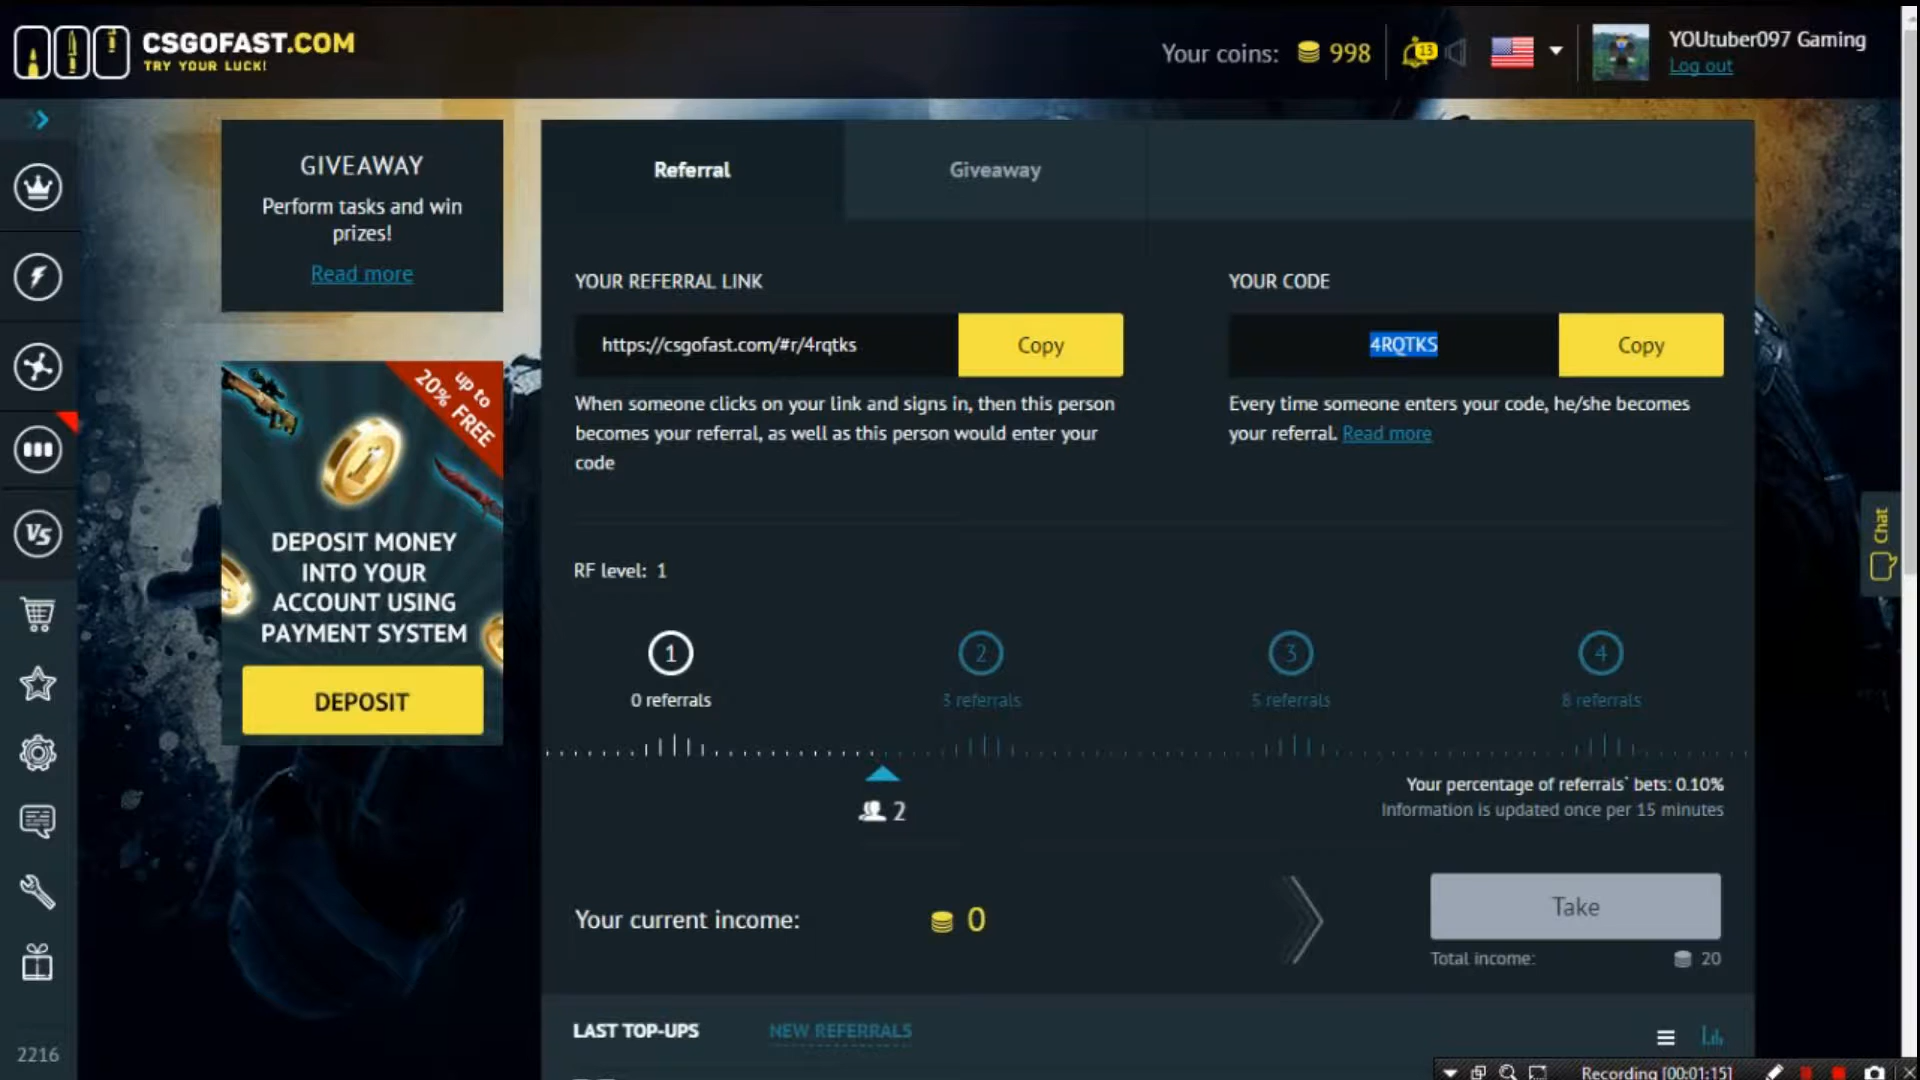 CSGOFAST.COM
TRY YOUR LUCK!
Your coins: 998
13
YOUtuber097 Gaming
Log out
GIVEAWAY
Perform tasks and win
prizes!
Read more
up to
20% FREE
DEPOSIT MONEY
INTO YOUR
ACCOUNT USING
PAYMENT SYSTEM
DEPOSIT
VS
2216
Referral
Giveaway
YOUR REFERRAL LINK
https://csgofast.com/#r/4rqtks
Copy
When someone clicks on your link and signs in, then this person
becomes your referral, as well as this person would enter your
code
YOUR CODE
4RQTKS
Copy
Every time someone enters your code, he/she becomes
your referral. Read more
RF level: 1
1
0 referrals
2
3 referrals
3
5 referrals
4
8 referrals
2
Your percentage of referrals` bets: 0.10%
Information is updated once per 15 minutes
Your current income: 0
Take
Total income: 20
LAST TOP-UPS
NEW REFERRALS
Chat
Recording [00:01:15]